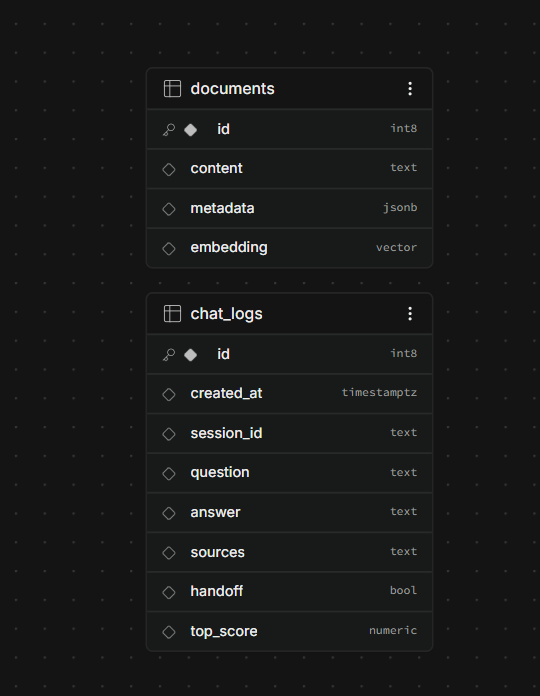 documents
id int8
content text
metadata jsonb
embedding vector
chat_logs
id int8
created_at timestamptz
session_id text
question text
answer text
sources text
handoff bool
top_score numeric